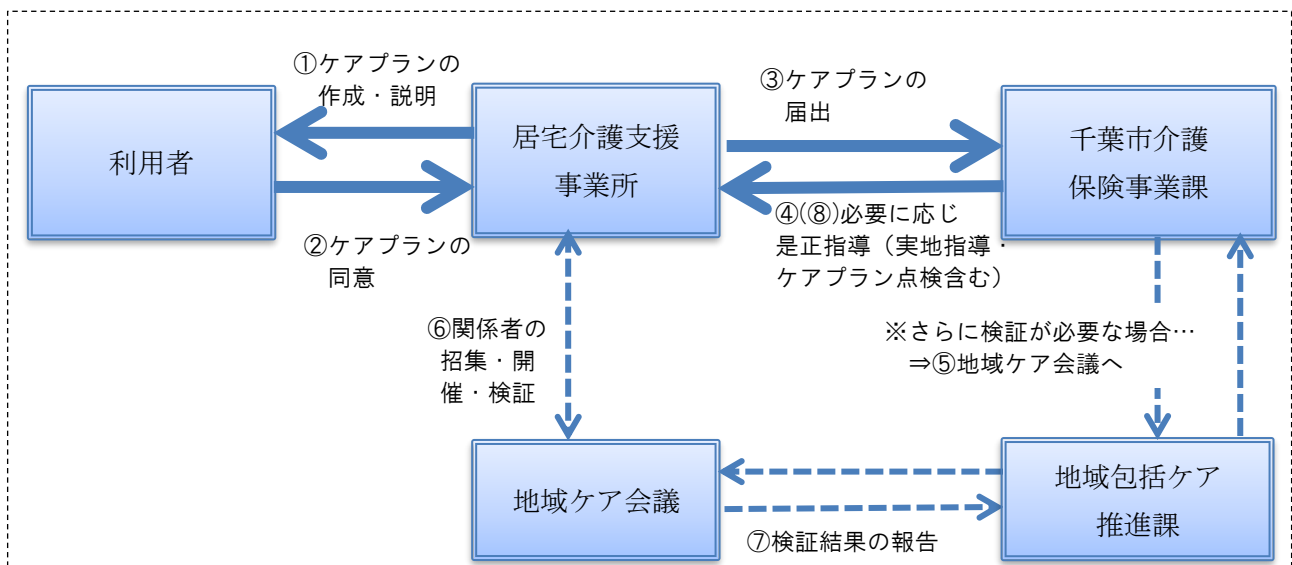 ①ケアプランの
作成・説明
利用者
②ケアプランの
同意
居宅介護支援
事業所
③ケアプランの
届出
千葉市介護
保険事業課
④(⑧)必要に応じ
是正指導（実地指導・
ケアプラン点検含む）
※さらに検証が必要な場合…
⇒⑤地域ケア会議へ
⑥関係者の
招集・開
催・検証
地域ケア会議
⑦検証結果の報告
地域包括ケア
推進課